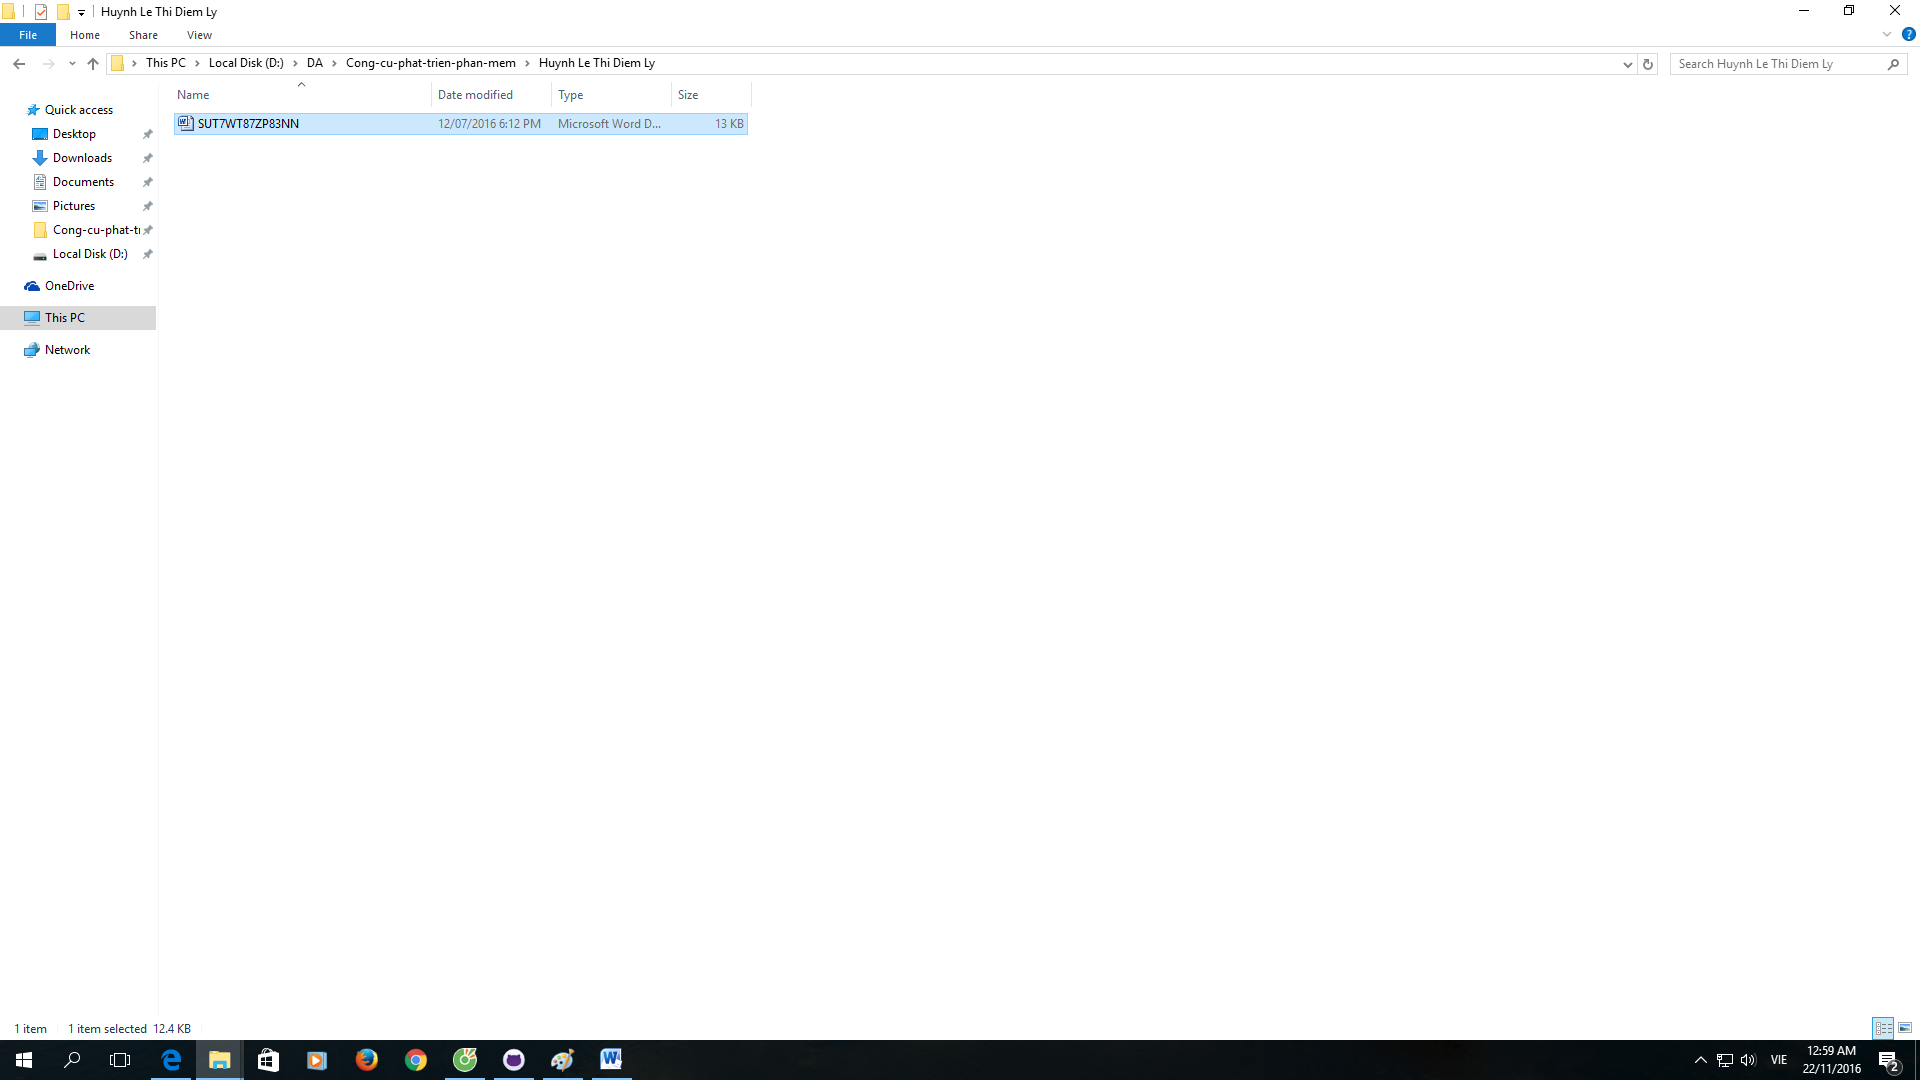 Huynh Le Thi Diem Ly
File Home Share View
This PC Local Disk (D:) DA Cong-cu-phat-trien-phan-mem Huynh Le Thi Diem Ly Search Huynh Le Thi Diem Ly
Name Date modified Type Size
SUT7WT87ZP83NN 12/07/2016 6:12 PM Microsoft Word D... 13 KB
Quick access
Desktop
Downloads
Documents
Pictures
Cong-cu-phat-tr
Local Disk (D:)
OneDrive
This PC
Network
1 item 1 item selected 12.4 KB
VIE 12:59 AM
22/11/2016 2